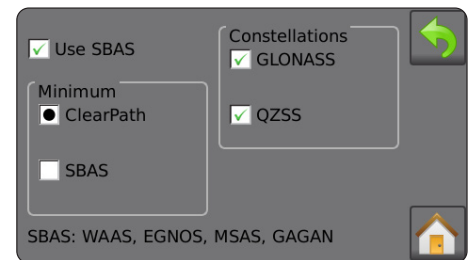 Use SBAS
Minimum
ClearPath
SBAS
Constellations
GLONASS
QZSS
SBAS: WAAS, EGNOS, MSAS, GAGAN